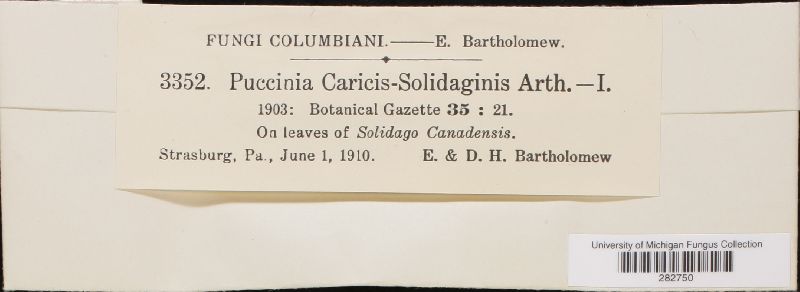 FUNGI COLUMBIANI.——E. Bartholomew.
3352. Puccinia Caricis-Solidaginis Arth.—I.
1903: Botanical Gazette 35 : 21.
On leaves of Solidago Canadensis.
Strasburg, Pa., June 1, 1910. E. & D. H. Bartholomew
University of Michigan Fungus Collection
282750